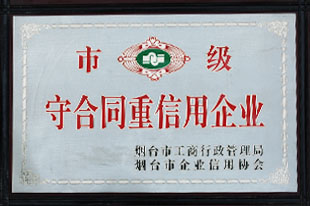 市 级
守合同重信用企业
烟台市工商行政管理局
烟台市企业信用协会